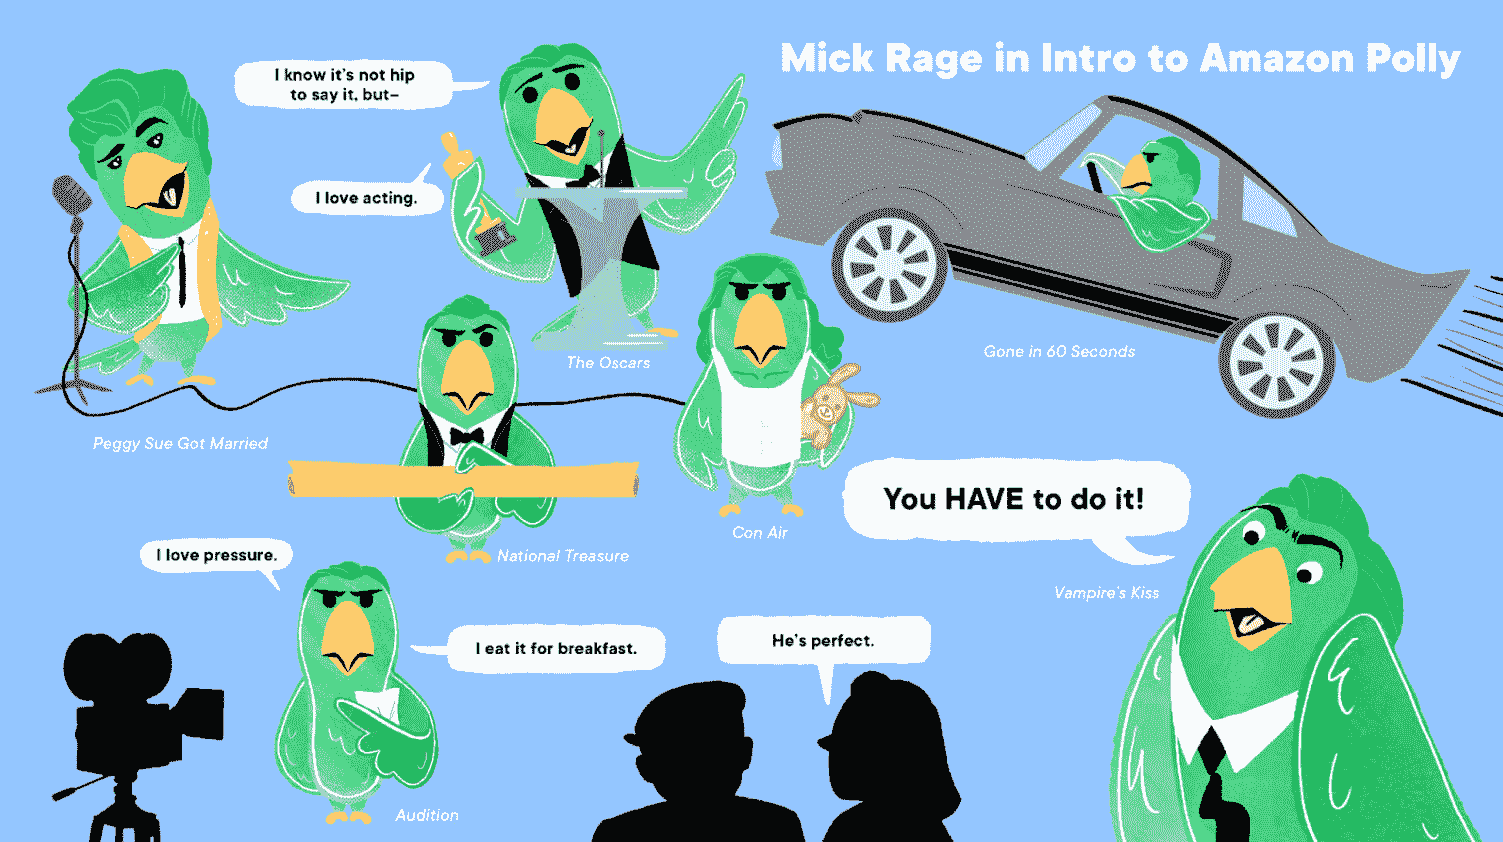 Mick Rage in Intro to Amazon Polly
I know it's not hip
to say it, but–
I love acting.
The Oscars
Gone in 60 Seconds
Peggy Sue Got Married
National Treasure
Con Air
You HAVE to do it!
Vampire's Kiss
I love pressure.
I eat it for breakfast.
He's perfect.
Audition